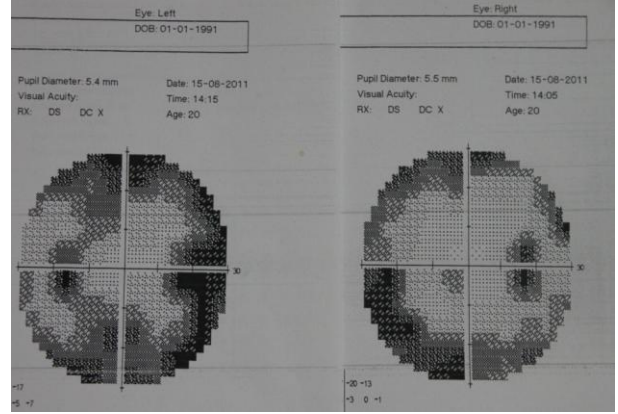 Eye: Left
DOB: 01-01-1991
Pupil Diameter: 5.4 mm
Date: 15-08-2011
Visual Acuity:
Time: 14:15
RX: DS DC X
Age: 20
30
-17
-5 -7
Eye: Right
DOB: 01-01-1991
Pupil Diameter: 5.5 mm
Date: 15-08-2011
Visual Acuity:
Time: 14:05
RX: DS DC X
Age: 20
30
-20 -13
-3 0 -1